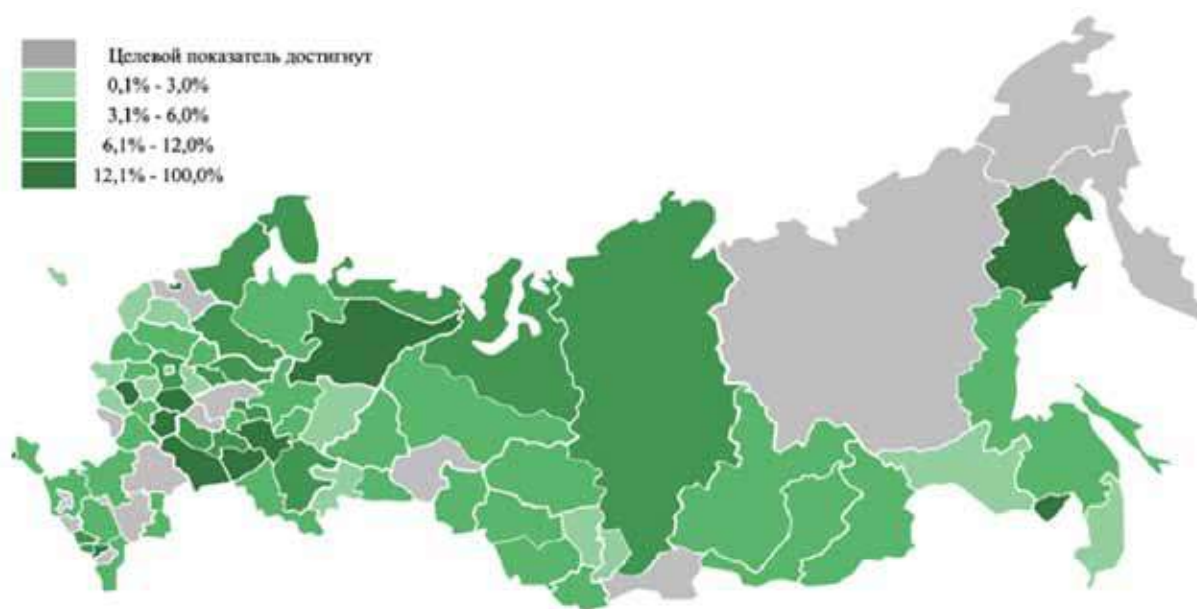 Целевой показатель достигнут
0,1% - 3,0%
3,1% - 6,0%
6,1% - 12,0%
12,1% - 100,0%